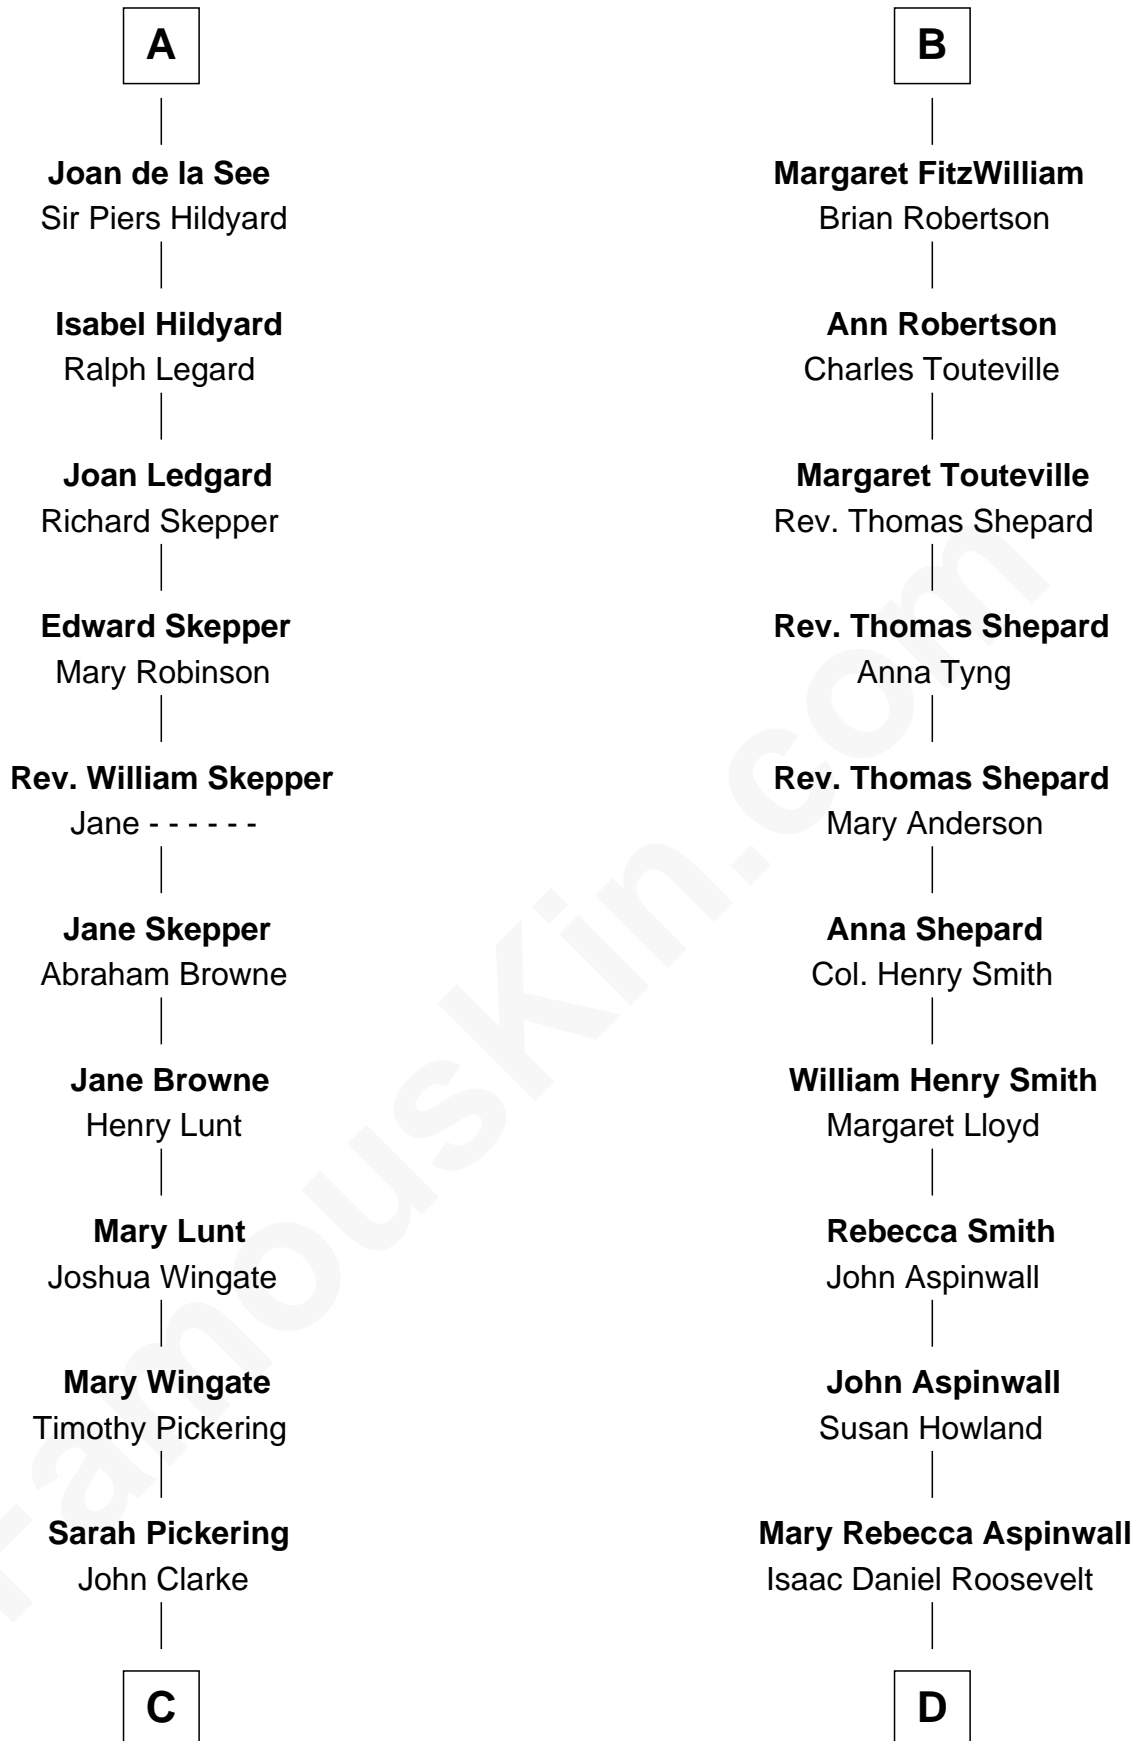 A
Joan de la See
Sir Piers Hildyard
Isabel Hildyard
Ralph Legard
Joan Ledgard
Richard Skepper
Edward Skepper
Mary Robinson
Rev. William Skepper
Jane - - - - - -
Jane Skepper
Abraham Browne
Jane Browne
Henry Lunt
Mary Lunt
Joshua Wingate
Mary Wingate
Timothy Pickering
Sarah Pickering
John Clarke
C
B
Margaret FitzWilliam
Brian Robertson
Ann Robertson
Charles Touteville
Margaret Touteville
Rev. Thomas Shepard
Rev. Thomas Shepard
Anna Tyng
Rev. Thomas Shepard
Mary Anderson
Anna Shepard
Col. Henry Smith
William Henry Smith
Margaret Lloyd
Rebecca Smith
John Aspinwall
John Aspinwall
Susan Howland
Mary Rebecca Aspinwall
Isaac Daniel Roosevelt
D
FamousKin.com